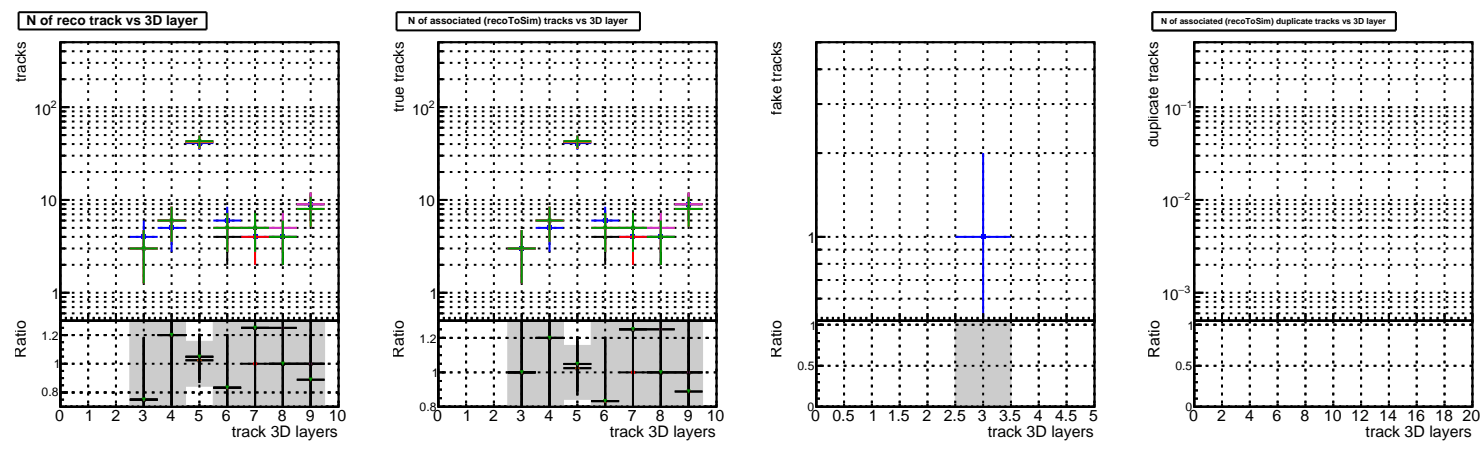 N of reco track vs 3D layer
tracks
10²
10
1
Ratio
1.2
1
0.8
0 1 2 3 4 5 6 7 8 9 10
track 3D layers
N of associated (recoToSim) tracks vs 3D layer
true tracks
10²
10
1
Ratio
1.2
1
0.8
0 1 2 3 4 5 6 7 8 9 10
track 3D layers
fake tracks
1
Ratio
1
0.5
0
0 0.5 1 1.5 2 2.5 3 3.5 4 4.5 5
track 3D layers
N of associated (recoToSim) duplicate tracks vs 3D layer
duplicate tracks
10⁻¹
10⁻²
10⁻³
Ratio
1
0.5
0
0 2 4 6 8 10 12 14 16 18 20
track 3D layers